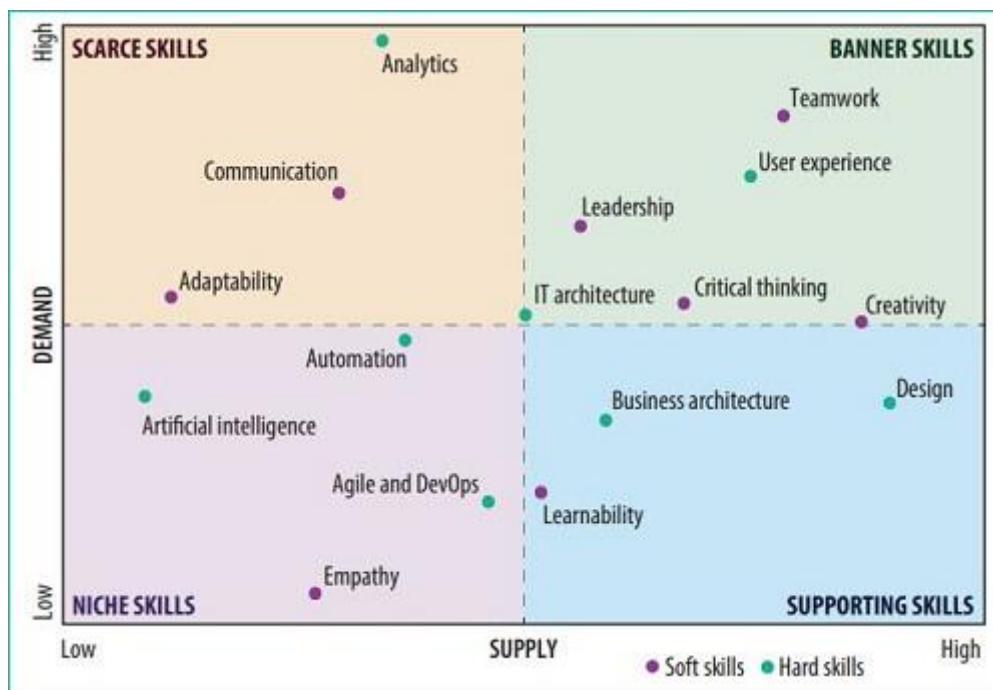 High
SCARCE SKILLS
BANNER SKILLS
Analytics
Teamwork
User experience
Communication
Leadership
Adaptability
IT architecture
Critical thinking
Creativity
DEMAND
Automation
Artificial intelligence
Business architecture
Design
Agile and DevOps
Learnability
Empathy
Low
NICHE SKILLS
SUPPORTING SKILLS
Low
SUPPLY
High
Soft skills
Hard skills